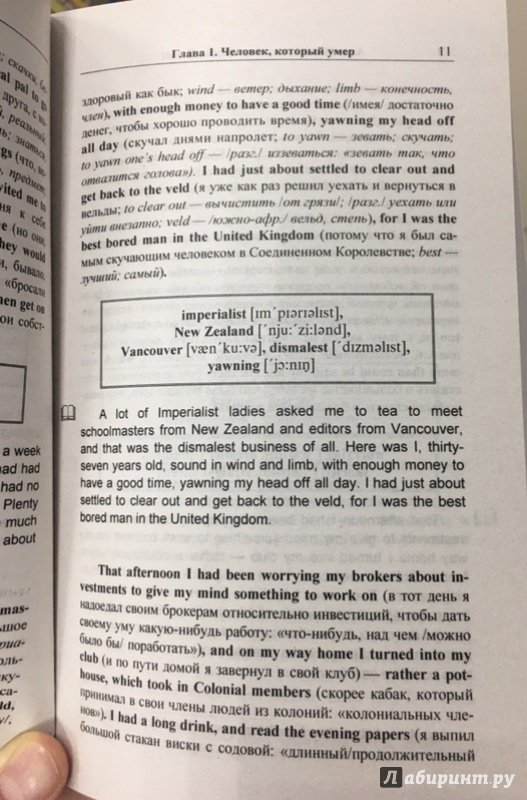 Глава 1. Человек, который умер 11
здоровый как бык; wind — ветер; дыхание; limb — конечность,
член), with enough money to have a good time (/имея/ достаточно
денег, чтобы хорошо проводить время), yawning my head off
all day (скучал днями напролет; to yawn — зевать; скучать;
to yawn one's head off — /разг./ иззеваться: «зевать так, что
отвалится голова»). I had just about settled to clear out and
get back to the veld (я уже как раз решил уехать и вернуться в
вельды; to clear out — вычистить /от грязи/; /разг./ уехать или
уйти внезапно; veld — /южно-афр./ вельд, степь), for I was the
best bored man in the United Kingdom (потому что я был са-
мым скучающим человеком в Соединенном Королевстве; best —
лучший; самый).
imperialist [ɪmˈpɪərɪəlɪst],
New Zealand [ˈnju:ˈzi:lənd],
Vancouver [vænˈku:və], dismalest [ˈdɪzməlɪst],
yawning [ˈjɔ:nɪŋ]
A lot of Imperialist ladies asked me to tea to meet
schoolmasters from New Zealand and editors from Vancouver,
and that was the dismalest business of all. Here was I, thirty-
seven years old, sound in wind and limb, with enough money to
have a good time, yawning my head off all day. I had just about
settled to clear out and get back to the veld, for I was the best
bored man in the United Kingdom.
That afternoon I had been worrying my brokers about in-
vestments to give my mind something to work on (в тот день я
надоедал своим брокерам относительно инвестиций, чтобы дать
своему уму какую-нибудь работу: «что-нибудь, над чем /можно
было бы/ поработать»), and on my way home I turned into my
club (и по пути домой я завернул в свой клуб) — rather a pot-
house, which took in Colonial members (скорее кабак, который
принимал в свои члены людей из колоний: «колониальных чле-
нов»). I had a long drink, and read the evening papers (я выпил
большой стакан виски с содовой: «длинный/продолжительный
Лабиринт.ру